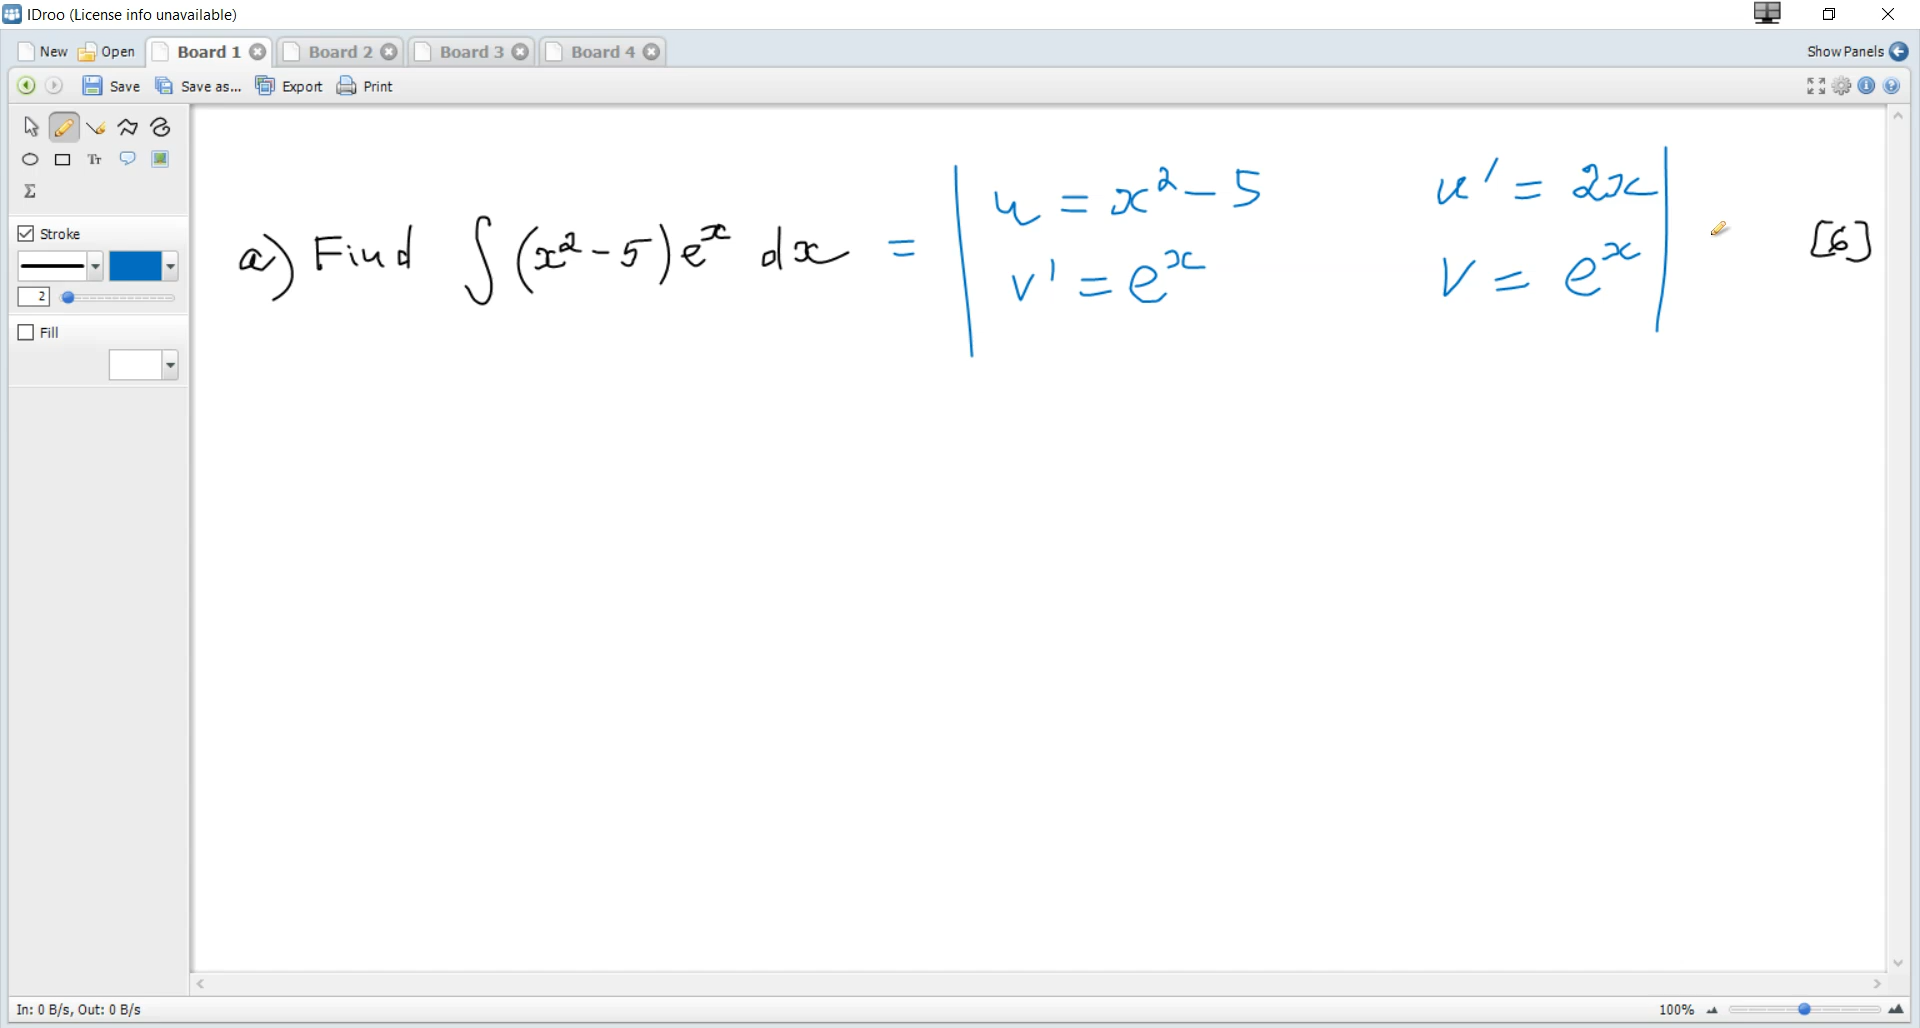 IDroo (License info unavailable)
New Open Board 1 Board 2 Board 3 Board 4 Show Panels
Save Save as... Export Print
Tт
Σ
Stroke
2
Fill
a) Find ∫(x²-5)eˣ dx = | u = x²-5 u' = 2x | [6]
v' = eˣ v = eˣ
In: 0 B/s, Out: 0 B/s 100%